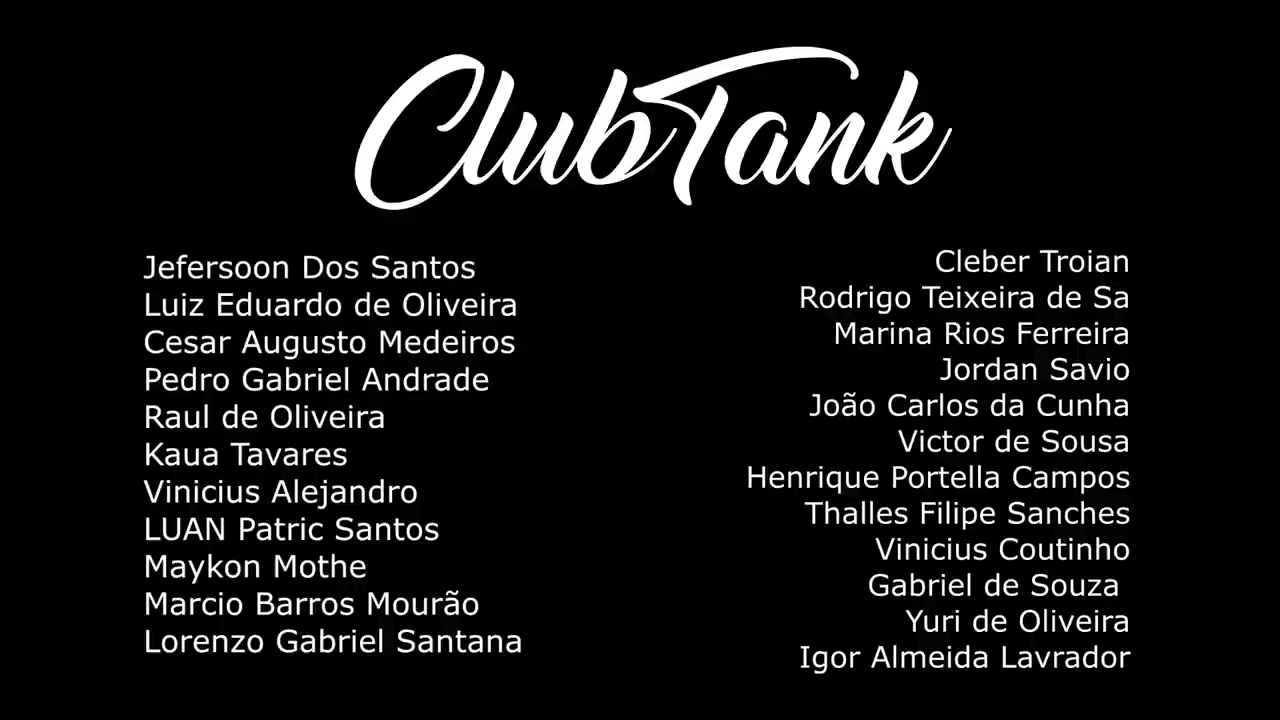 ClubTank
Jefersoon Dos Santos
Luiz Eduardo de Oliveira
Cesar Augusto Medeiros
Pedro Gabriel Andrade
Raul de Oliveira
Kaua Tavares
Vinicius Alejandro
LUAN Patric Santos
Maykon Mothe
Marcio Barros Mourão
Lorenzo Gabriel Santana
Cleber Troian
Rodrigo Teixeira de Sa
Marina Rios Ferreira
Jordan Savio
João Carlos da Cunha
Victor de Sousa
Henrique Portella Campos
Thalles Filipe Sanches
Vinicius Coutinho
Gabriel de Souza
Yuri de Oliveira
Igor Almeida Lavrador